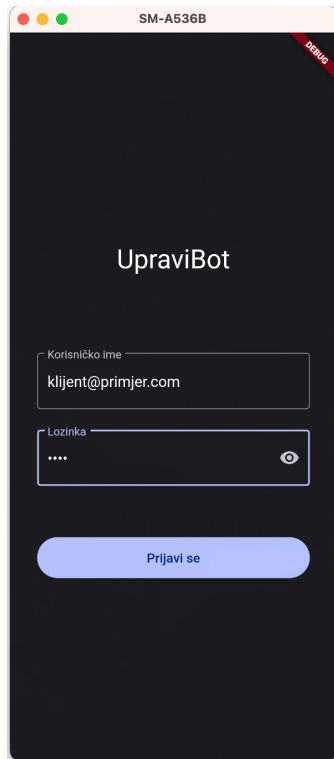 SM-A536B
DEBUG
UpraviBot
Korisničko ime
klijent@primjer.com
Lozinka
••••
Prijavi se